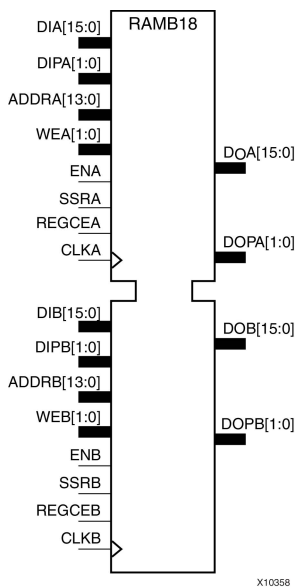 RAMB18
DIA[15:0]
DIPA[1:0]
ADDRA[13:0]
WEA[1:0]
ENA
SSRA
REGCEA
CLKA
DOA[15:0]
DOPA[1:0]
DIB[15:0]
DIPB[1:0]
ADDRB[13:0]
WEB[1:0]
ENB
SSRB
REGCEB
CLKB
DOB[15:0]
DOPB[1:0]
X10358